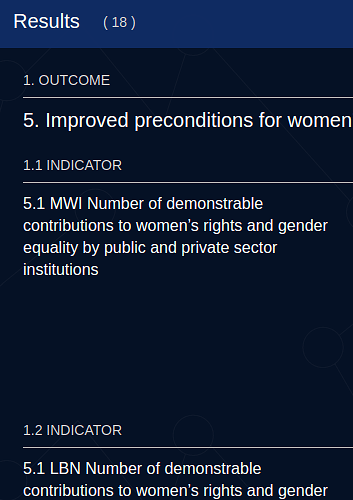 Results ( 18 )
1. OUTCOME
5. Improved preconditions for women
1.1 INDICATOR
5.1 MWI Number of demonstrable
contributions to women's rights and gender
equality by public and private sector
institutions
1.2 INDICATOR
5.1 LBN Number of demonstrable
contributions to women's rights and gender